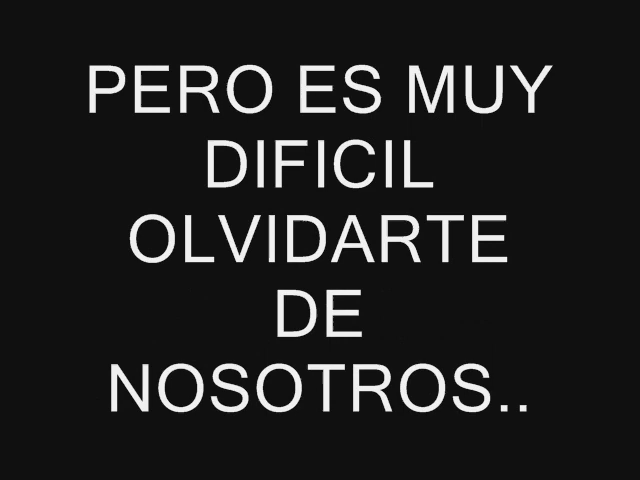 PERO ES MUY
DIFICIL
OLVIDARTE
DE
NOSOTROS..